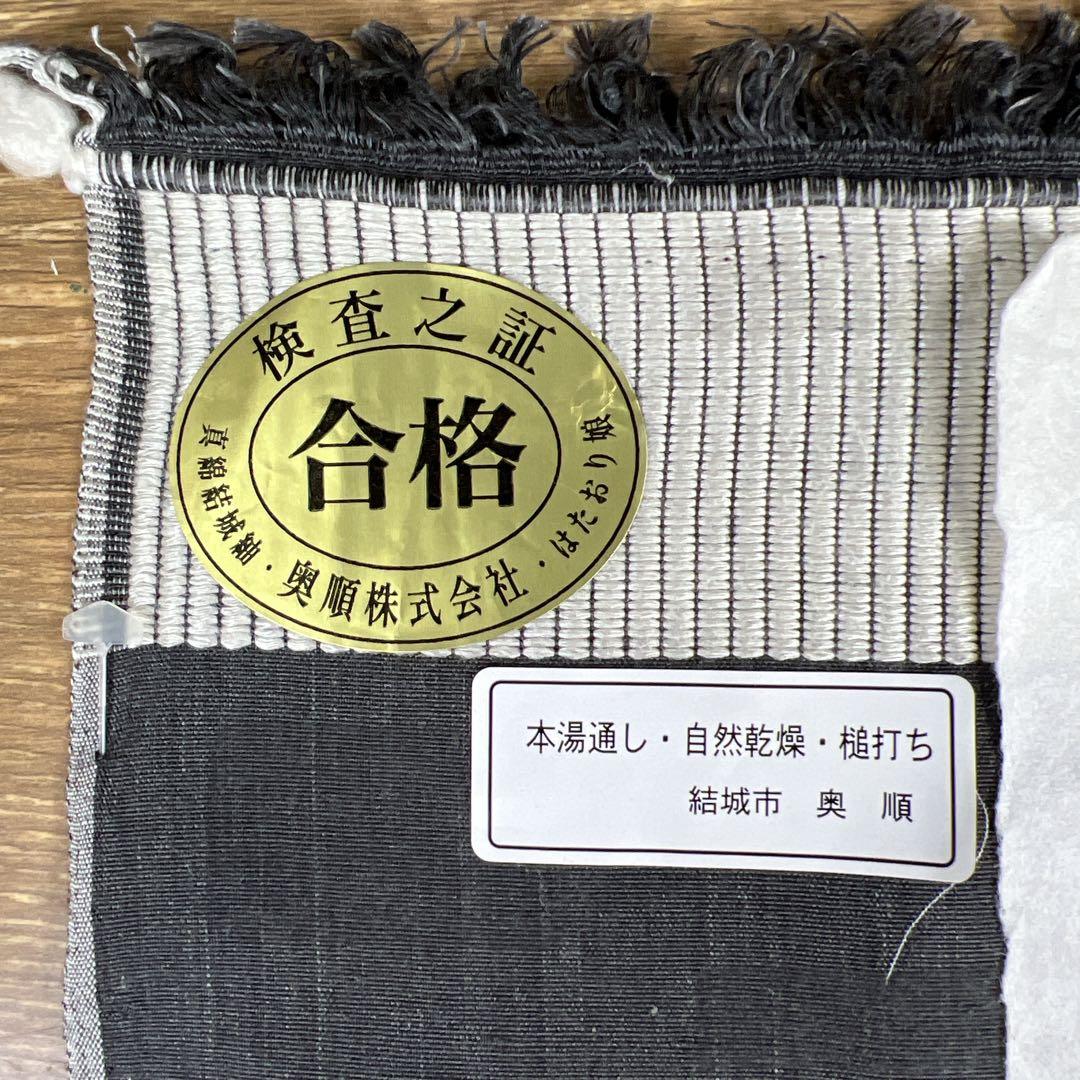 検査之証
合格
真綿結城紬・奥順株式会社・はたおり娘
本湯通し・自然乾燥・槌打ち
結城市 奥 順